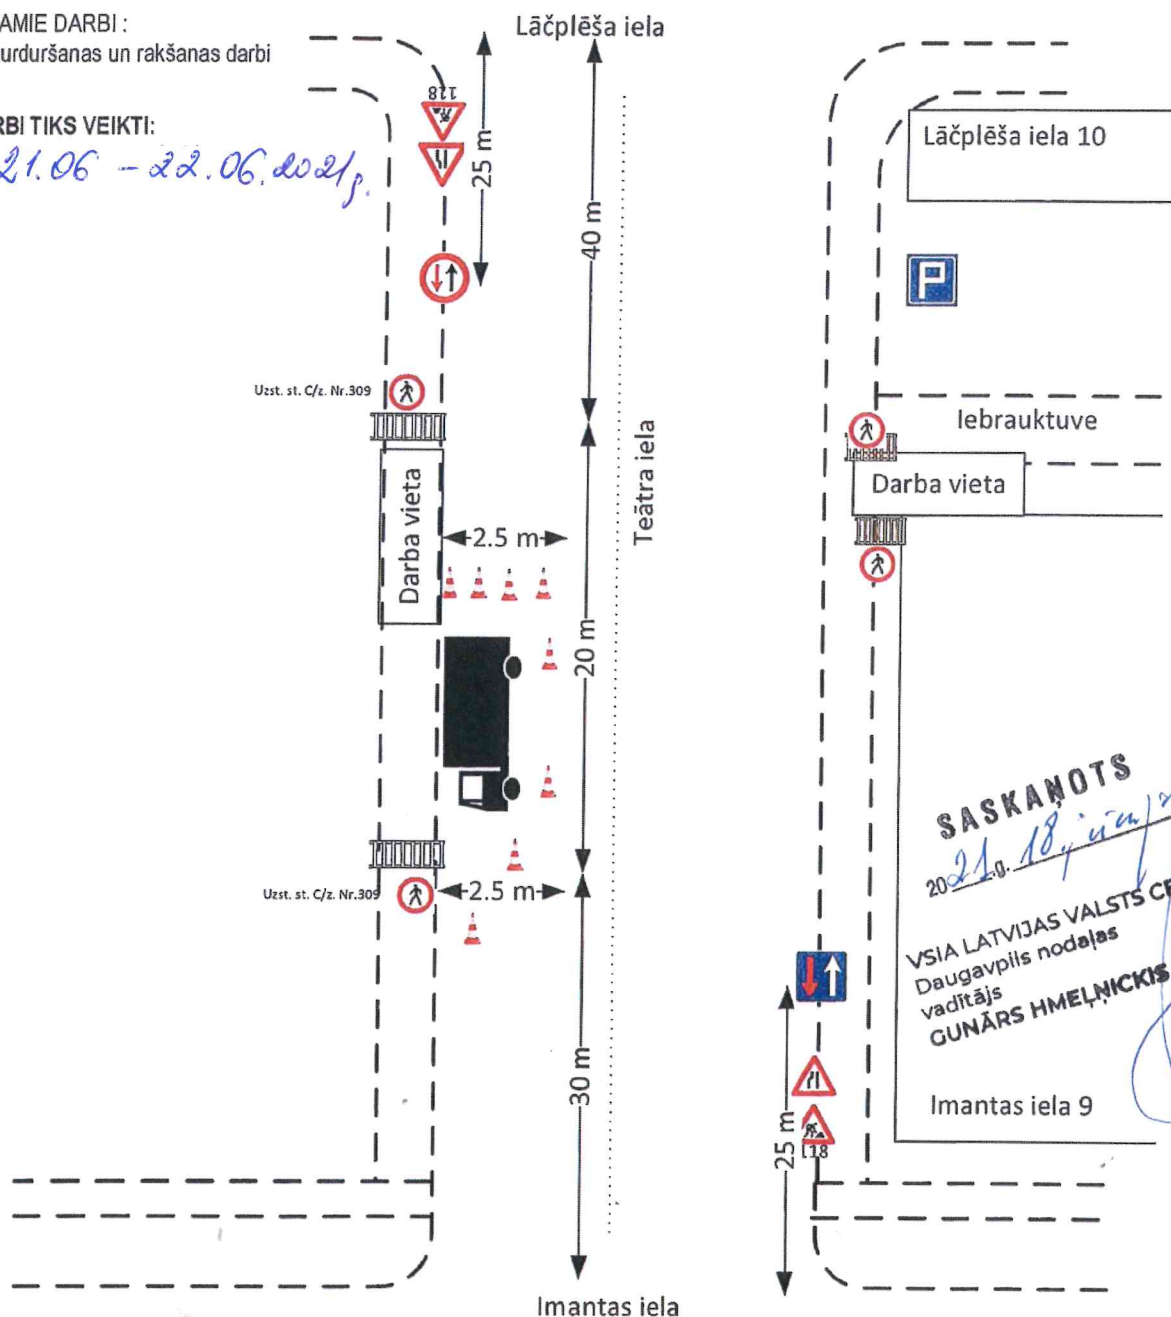 AMIE DARBI :
urduršanas un rakšanas darbi
RBI TIKS VEIKTI:
21.06 – 22.06.2021g.
Lāčplēša iela
118
25 m
40 m
Lāčplēša iela 10
P
Uzst. st. C/z. Nr.309
Iebrauktuve
Teātra iela
Darba vieta
Darba vieta
2.5 m
20 m
Uzst. st. C/z. Nr.309
2.5 m
SASKAŅOTS
2021.g. 18.
VSIA LATVIJAS VALSTS CE
Daugavpils nodaļas
vadītājs
GUNĀRS HMEĻŅICKIS
30 m
Imantas iela 9
25 m
118
Imantas iela